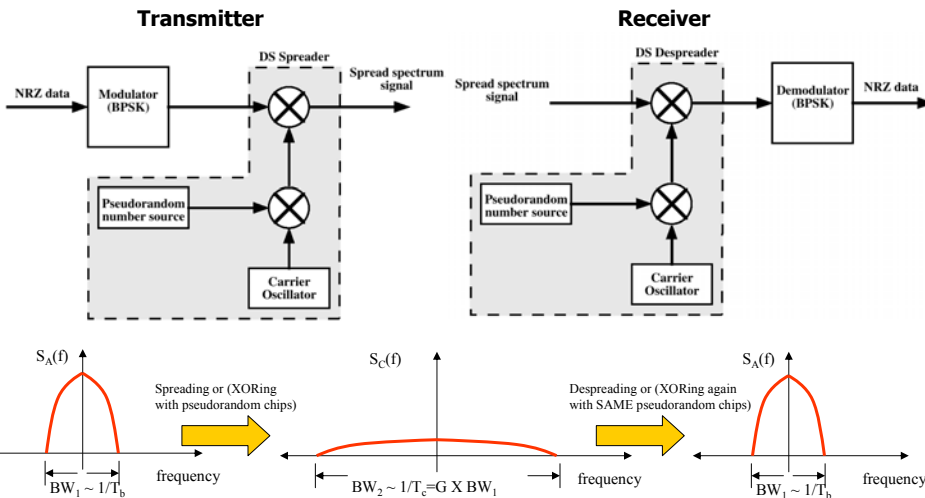 Transmitter
Receiver
DS Spreader
NRZ data
Modulator
(BPSK)
Spread spectrum
signal
Pseudorandom
number source
Carrier
Oscillator
DS Despreader
Spread spectrum
signal
Demodulator
(BPSK)
NRZ data
Pseudorandom
number source
Carrier
Oscillator
S_A(f)
Spreading or (XORing
with pseudorandom chips)
frequency
BW_1 ~ 1/T_b
S_C(f)
frequency
BW_2 ~ 1/T_c=G X BW_1
Despreading or (XORing again
with SAME pseudorandom chips)
S_A(f)
frequency
BW_1 ~ 1/T_b